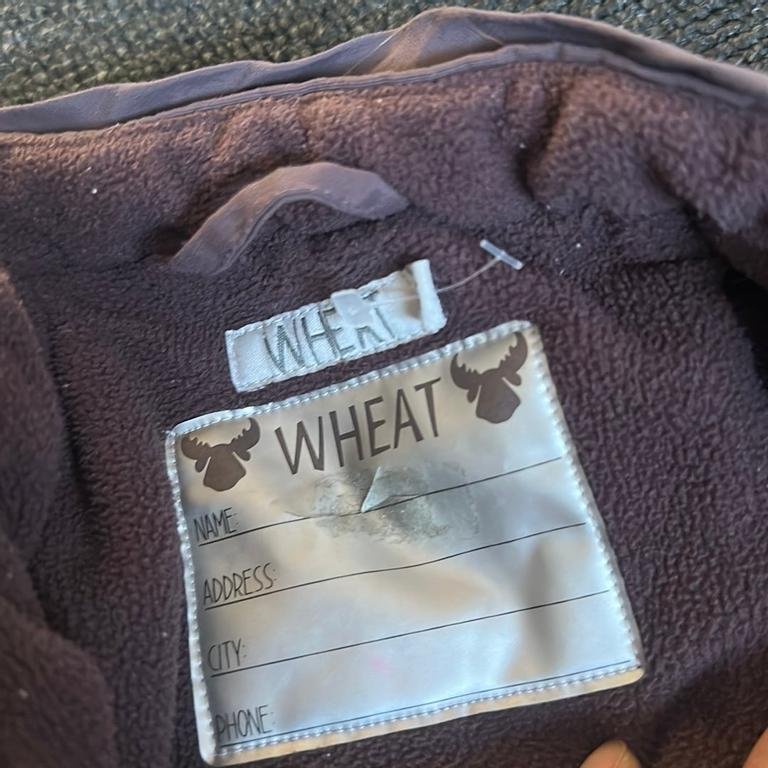 WHEAT
WHEAT
NAME:
ADDRESS:
CITY:
PHONE: